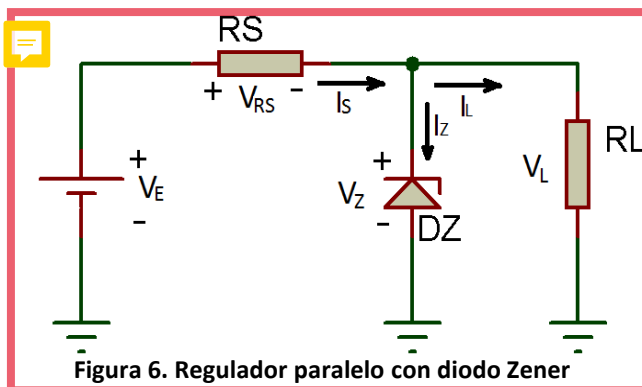 RS
+ VRS -
IS
IL
IZ
+
VE
-
+
VZ
-
DZ
VL
RL
Figura 6. Regulador paralelo con diodo Zener